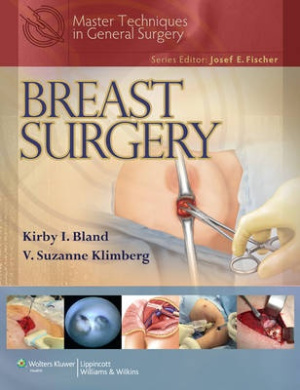 Master Techniques
in General Surgery
Series Editor: Josef E. Fischer
BREAST
SURGERY
Kirby I. Bland
V. Suzanne Klimberg
Wolters Kluwer
Lippincott
Williams & Wilkins